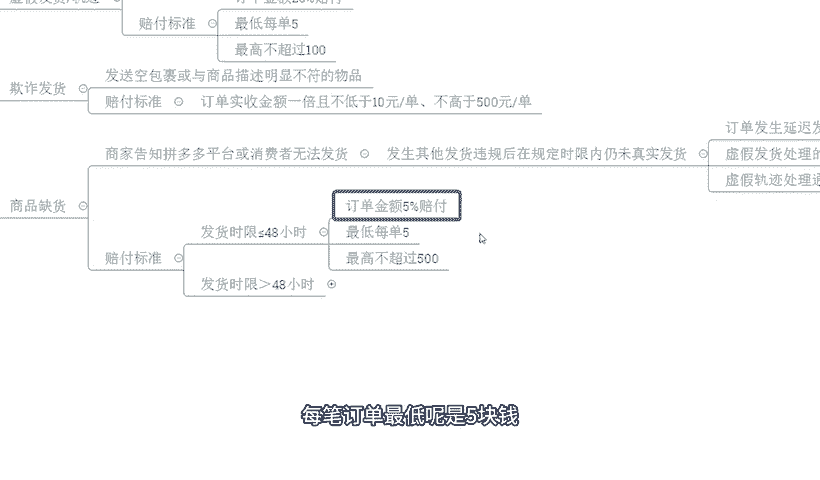 赔付标准
最低每单5
最高不超过100
欺诈发货
发送空包裹或与商品描述明显不符的物品
赔付标准
订单实收金额一倍且不低于10元/单、不高于500元/单
订单发生延迟发
商家告知拼多多平台或消费者无法发货
发生其他发货违规后在规定时限内仍未真实发货
虚假发货处理的
虚假轨迹处理通
商品缺货
订单金额5%赔付
发货时限≤48小时
最低每单5
赔付标准
最高不超过500
发货时限>48小时
每笔订单最低呢是5块钱